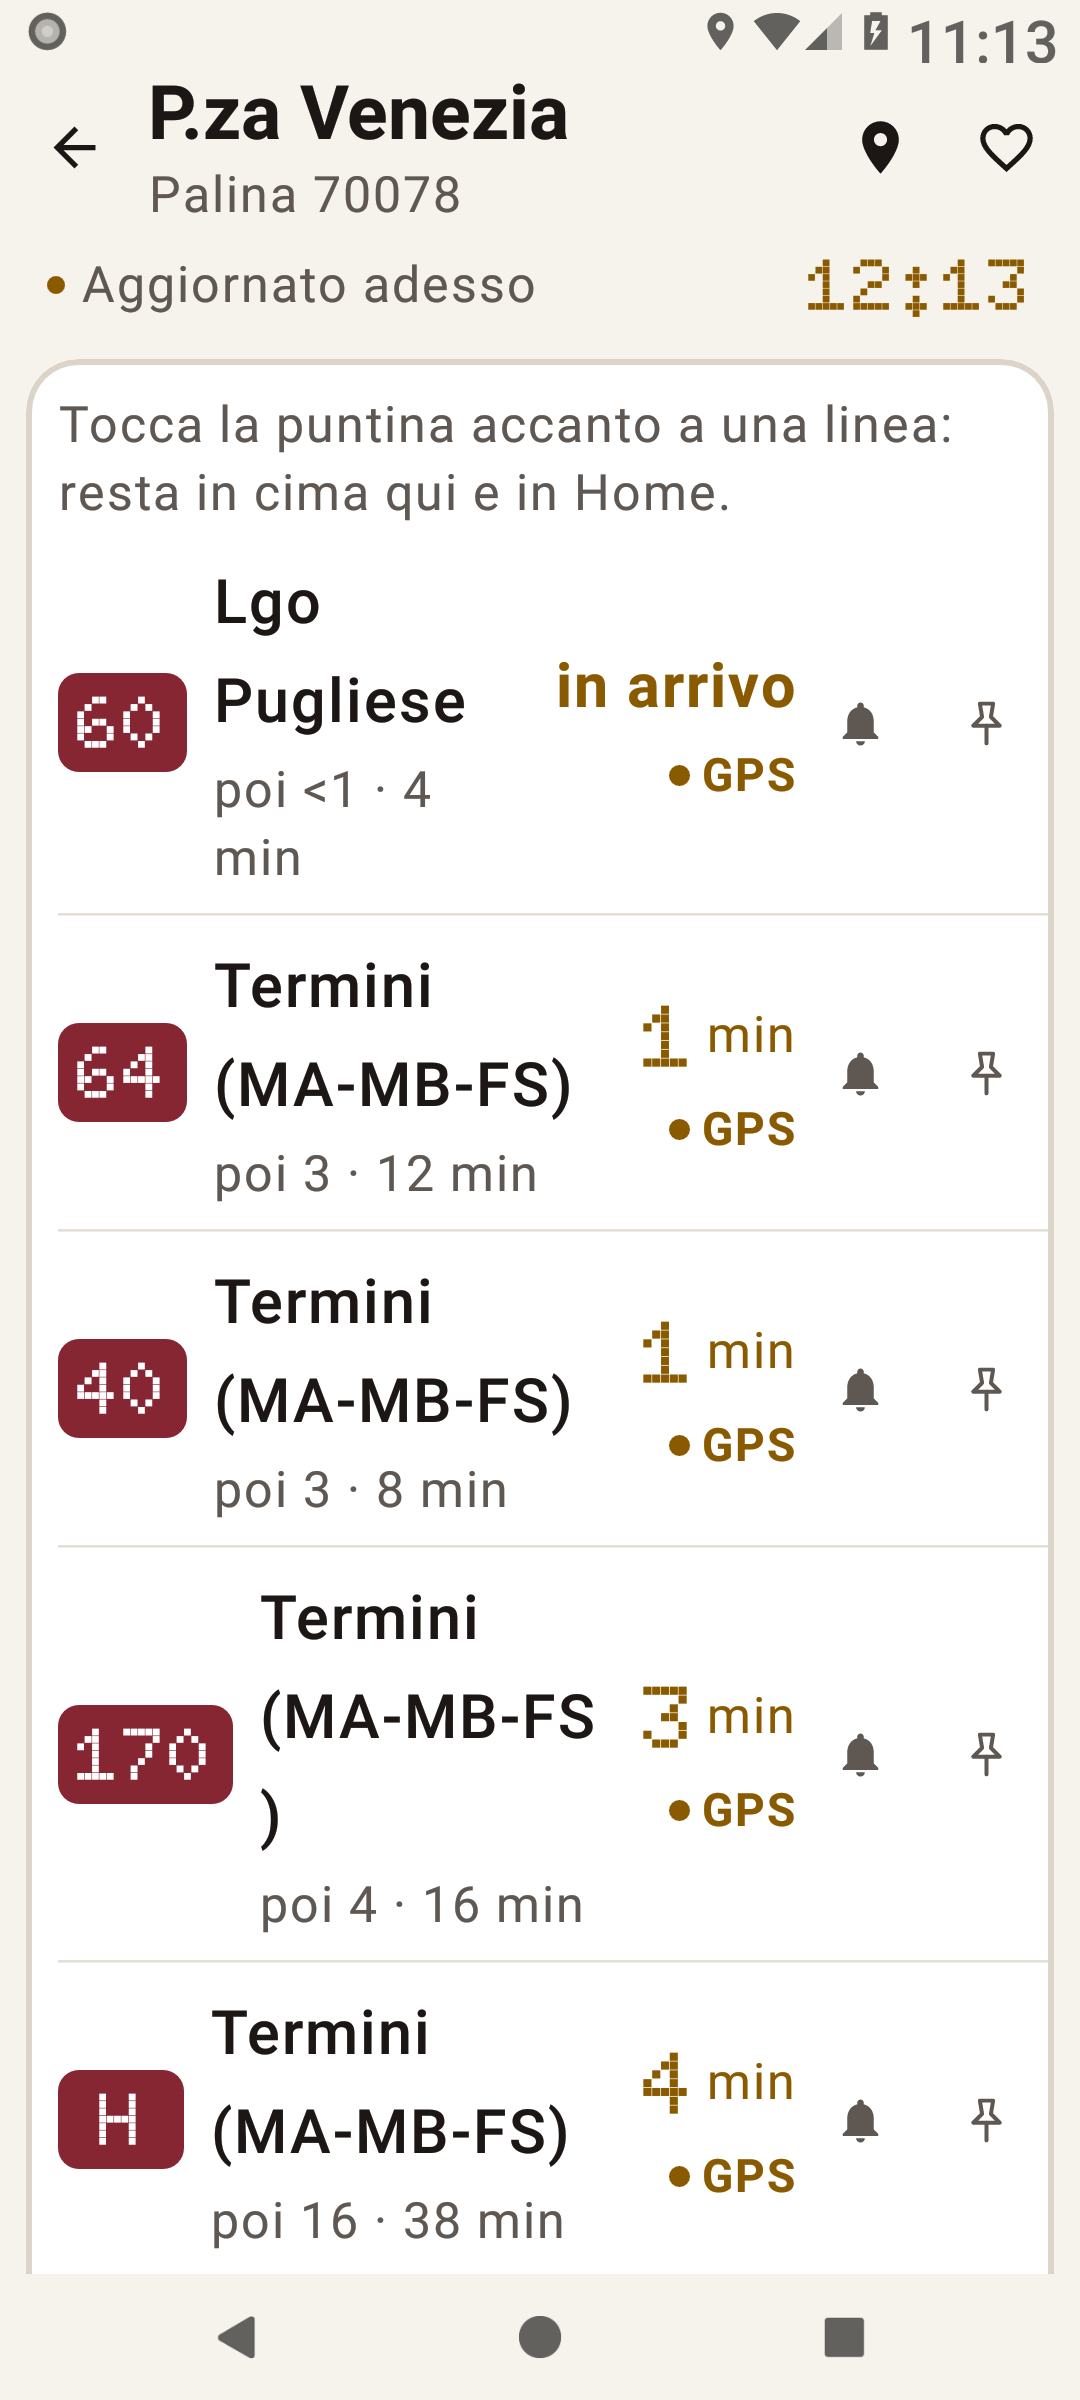 11:13
P.za Venezia
Palina 70078
Aggiornato adesso
12:13
Tocca la puntina accanto a una linea:
resta in cima qui e in Home.
60
Lgo
Pugliese
poi <1 · 4
min
in arrivo
GPS
64
Termini
(MA-MB-FS)
poi 3 · 12 min
1 min
GPS
40
Termini
(MA-MB-FS)
poi 3 · 8 min
1 min
GPS
170
Termini
(MA-MB-FS
)
poi 4 · 16 min
3 min
GPS
H
Termini
(MA-MB-FS)
poi 16 · 38 min
4 min
GPS